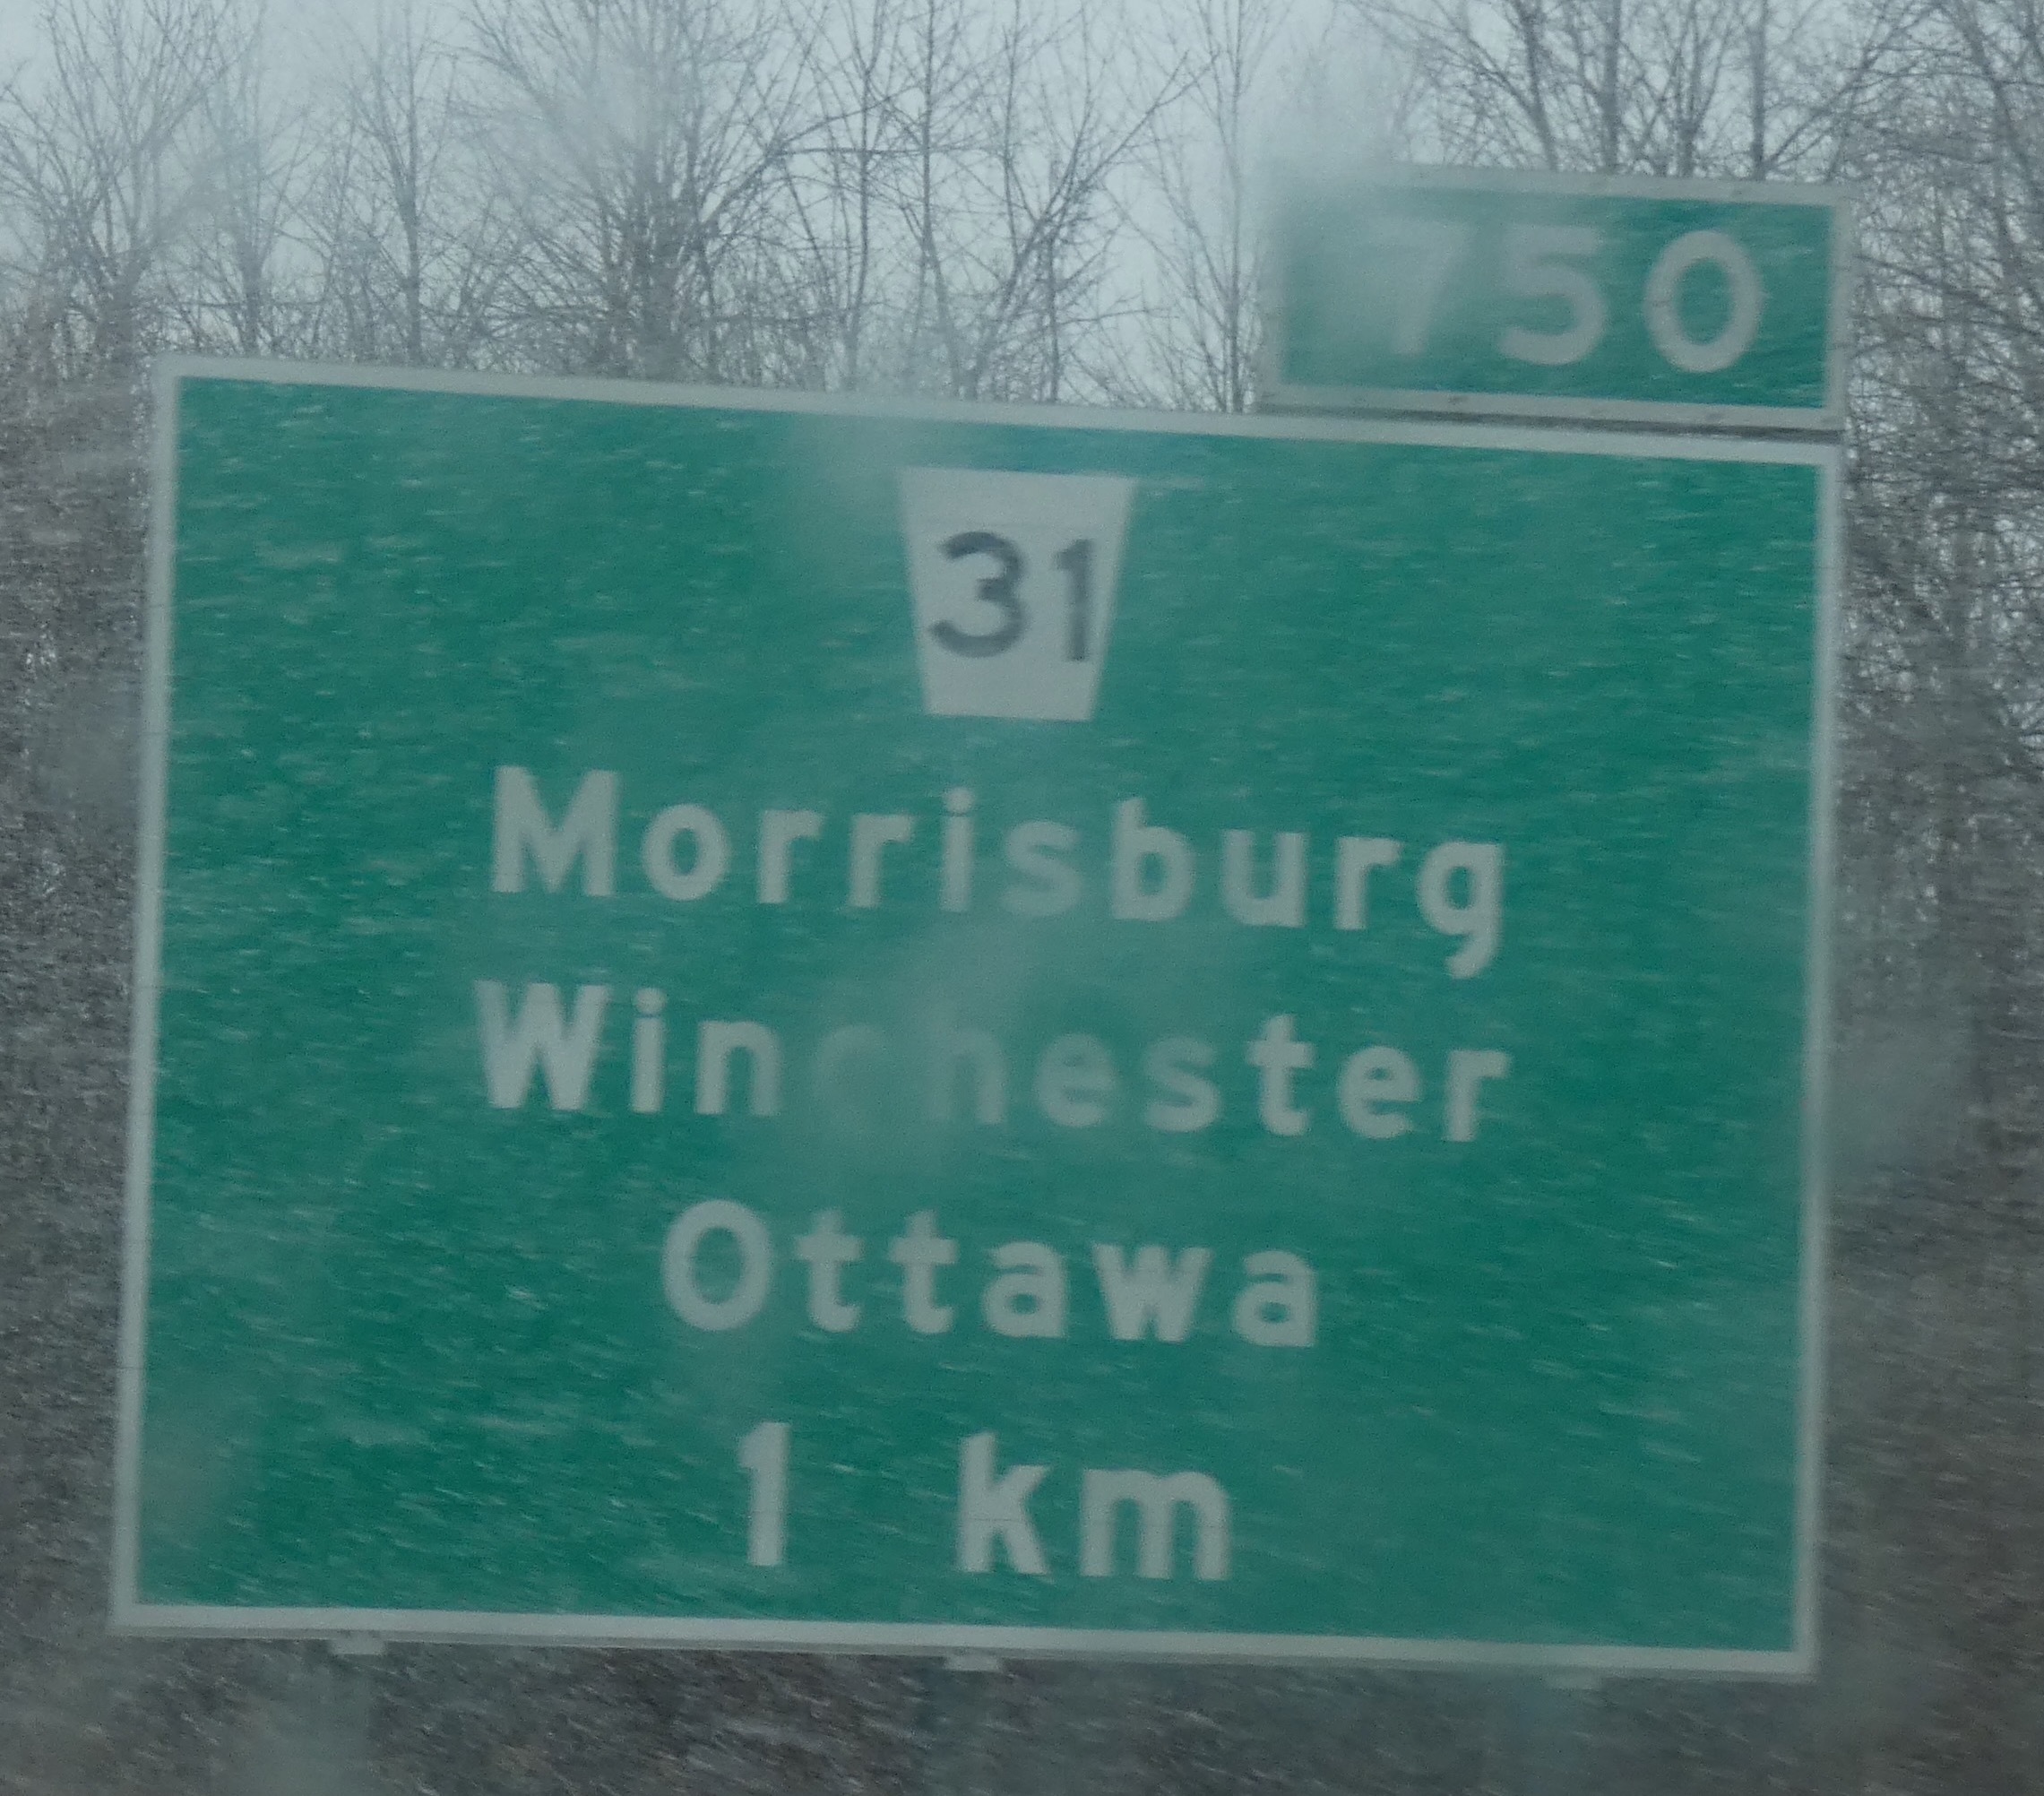 750
31
Morrisburg
Winchester
Ottawa
1 km